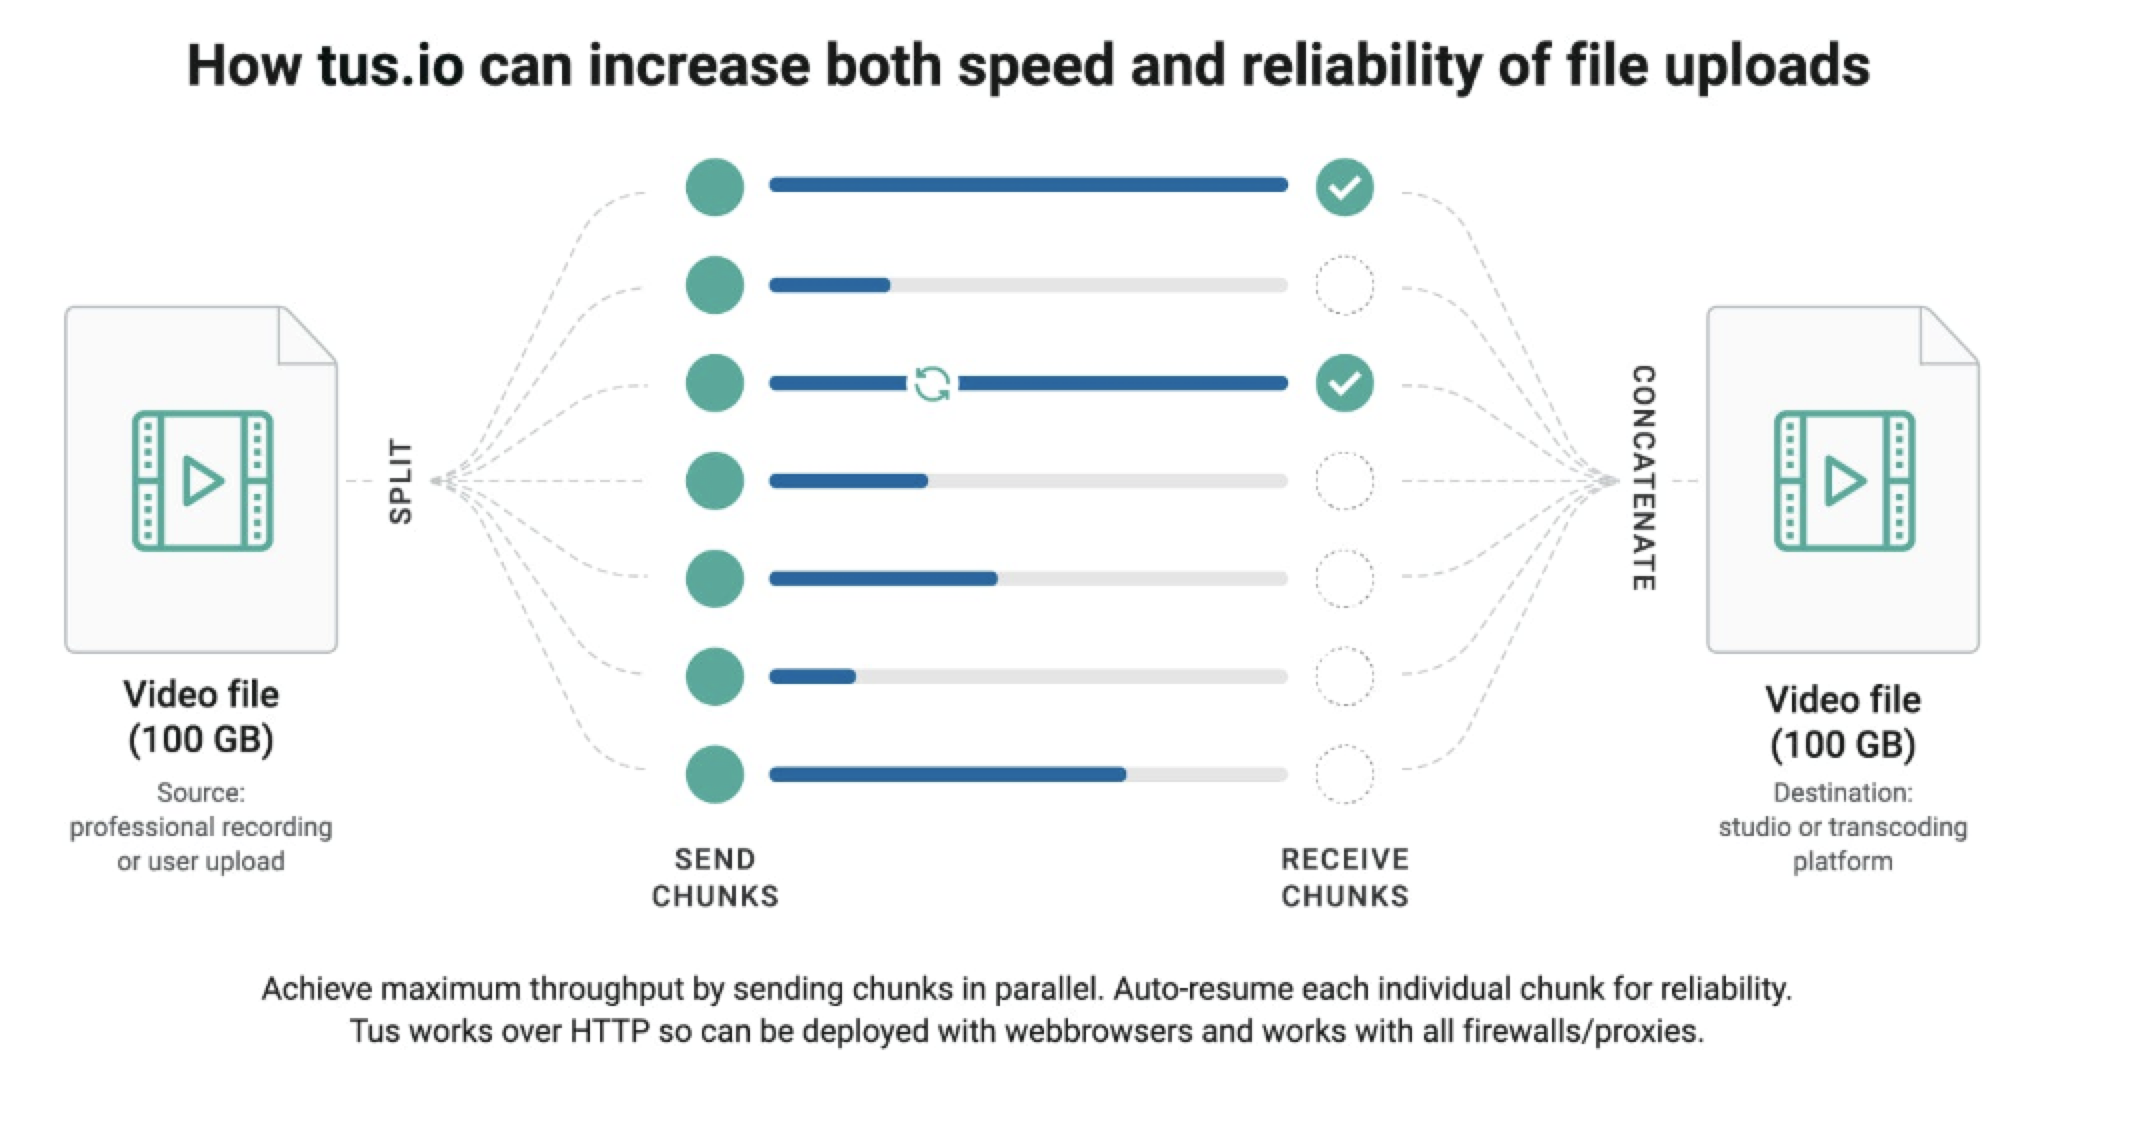 How tus.io can increase both speed and reliability of file uploads
SPLIT
CONCATENATE
Video file
(100 GB)
Source:
professional recording
or user upload
Video file
(100 GB)
Destination:
studio or transcoding
platform
SEND
CHUNKS
RECEIVE
CHUNKS
Achieve maximum throughput by sending chunks in parallel. Auto-resume each individual chunk for reliability.
Tus works over HTTP so can be deployed with webbrowsers and works with all firewalls/proxies.